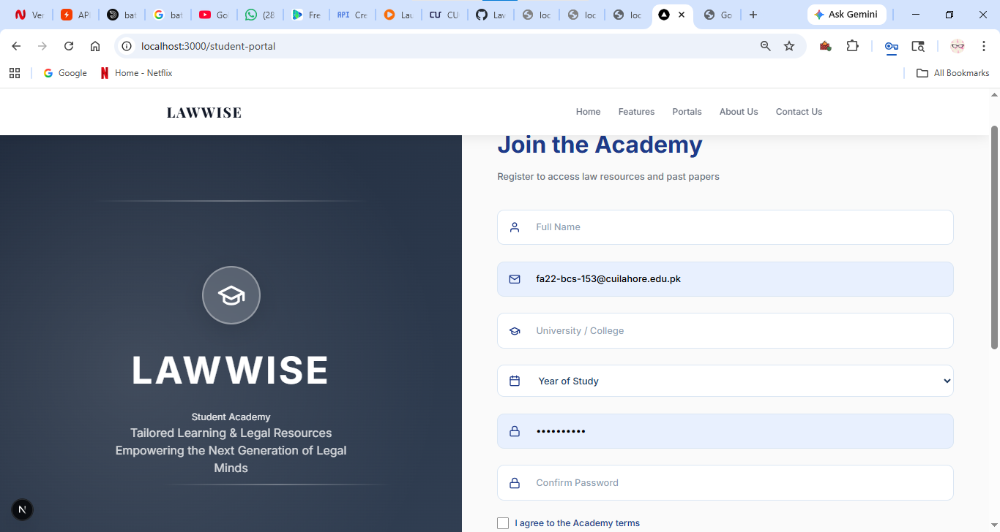 Ver
AP
bat
bat
Go
(28
Fre
API Cre
Lau
CUI CU
Law
loc
loc
loc
Go
Ask Gemini
localhost:3000/student-portal
Google
Home - Netflix
All Bookmarks
LAWWISE
Home
Features
Portals
About Us
Contact Us
Join the Academy
Register to access law resources and past papers
Full Name
fa22-bcs-153@cuilahore.edu.pk
University / College
Year of Study
••••••••••
Confirm Password
I agree to the Academy terms
LAWWISE
Student Academy
Tailored Learning & Legal Resources
Empowering the Next Generation of Legal
Minds
N